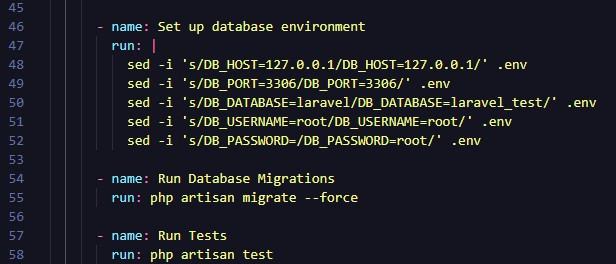 45
46 - name: Set up database environment
47 run: |
48 sed -i 's/DB_HOST=127.0.0.1/DB_HOST=127.0.0.1/' .env
49 sed -i 's/DB_PORT=3306/DB_PORT=3306/' .env
50 sed -i 's/DB_DATABASE=laravel/DB_DATABASE=laravel_test/' .env
51 sed -i 's/DB_USERNAME=root/DB_USERNAME=root/' .env
52 sed -i 's/DB_PASSWORD=/DB_PASSWORD=root/' .env
53
54 - name: Run Database Migrations
55 run: php artisan migrate --force
56
57 - name: Run Tests
58 run: php artisan test